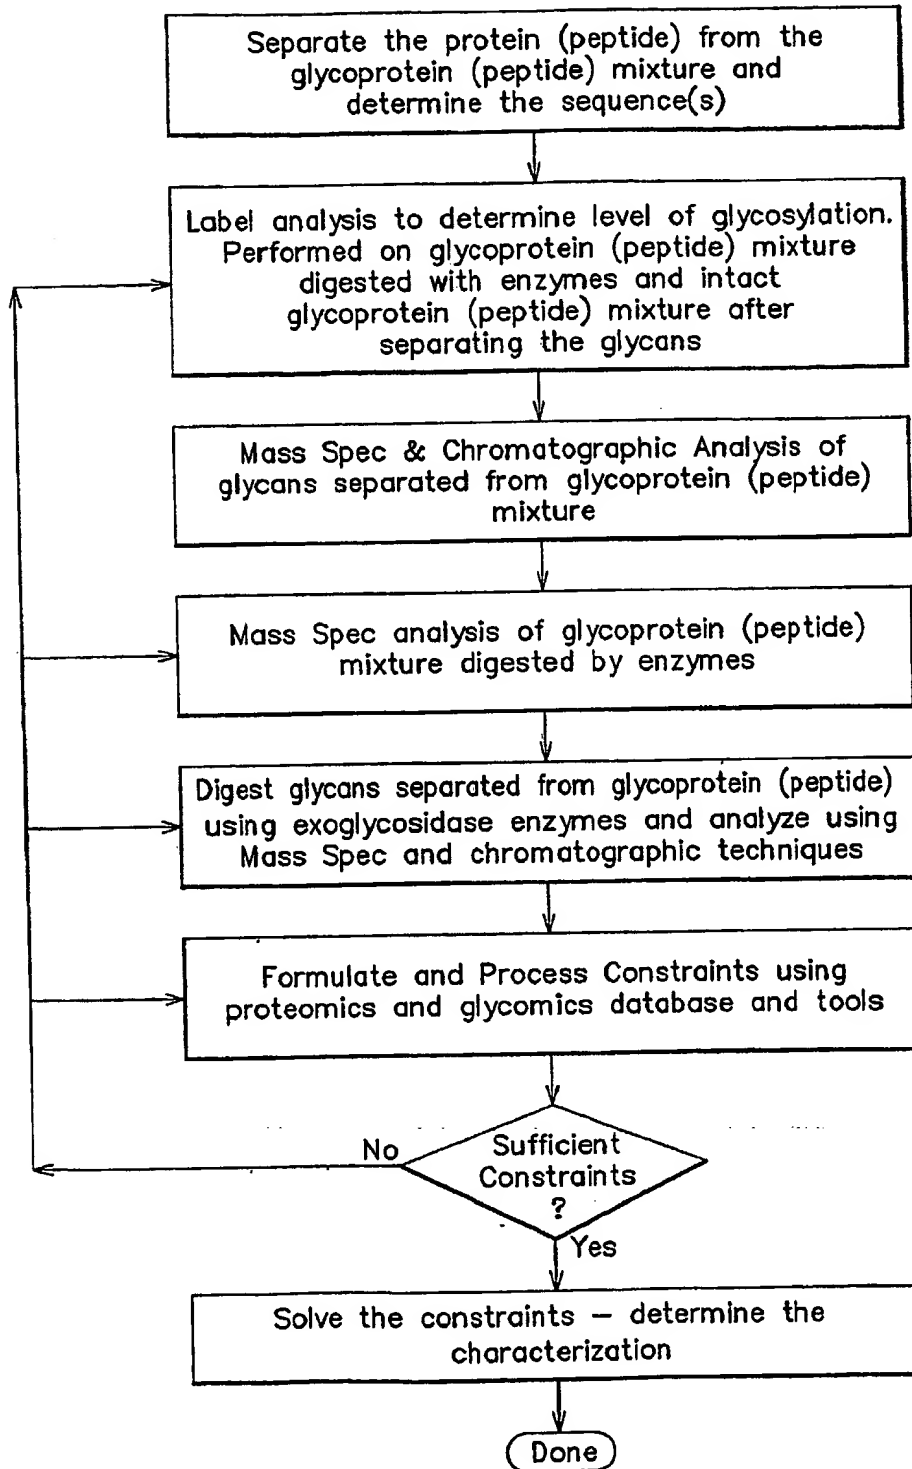 Separate the protein (peptide) from the
glycoprotein (peptide) mixture and
determine the sequence(s)
Label analysis to determine level of glycosylation.
Performed on glycoprotein (peptide) mixture
digested with enzymes and intact
glycoprotein (peptide) mixture after
separating the glycans
Mass Spec & Chromatographic Analysis of
glycans separated from glycoprotein (peptide)
mixture
Mass Spec analysis of glycoprotein (peptide)
mixture digested by enzymes
Digest glycans separated from glycoprotein (peptide)
using exoglycosidase enzymes and analyze using
Mass Spec and chromatographic techniques
Formulate and Process Constraints using
proteomics and glycomics database and tools
No
Sufficient
Constraints
?
Yes
Solve the constraints – determine the
characterization
Done